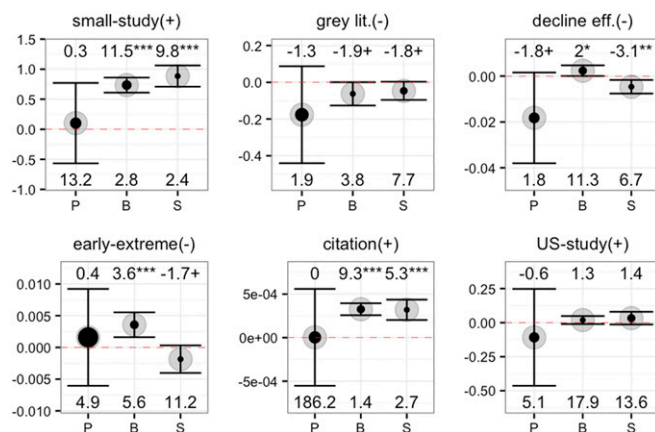 small-study(+) grey lit.(-) decline eff.(-)
0.3 11.5*** 9.8*** -1.3 -1.9+ -1.8+ -1.8+ 2* -3.1**
1.5
1.0
0.5
0.0
-0.5
-1.0
0.2
0.0
-0.2
-0.4
0.00
-0.02
-0.04
13.2 2.8 2.4 1.9 3.8 7.7 1.8 11.3 6.7
P B S P B S P B S
early-extreme(-) citation(+) US-study(+)
0.4 3.6*** -1.7+ 0 9.3*** 5.3*** -0.6 1.3 1.4
0.010
0.005
0.000
-0.005
-0.010
5e-04
0e+00
-5e-04
0.25
0.00
-0.25
-0.50
4.9 5.6 11.2 186.2 1.4 2.7 5.1 17.9 13.6
P B S P B S P B S